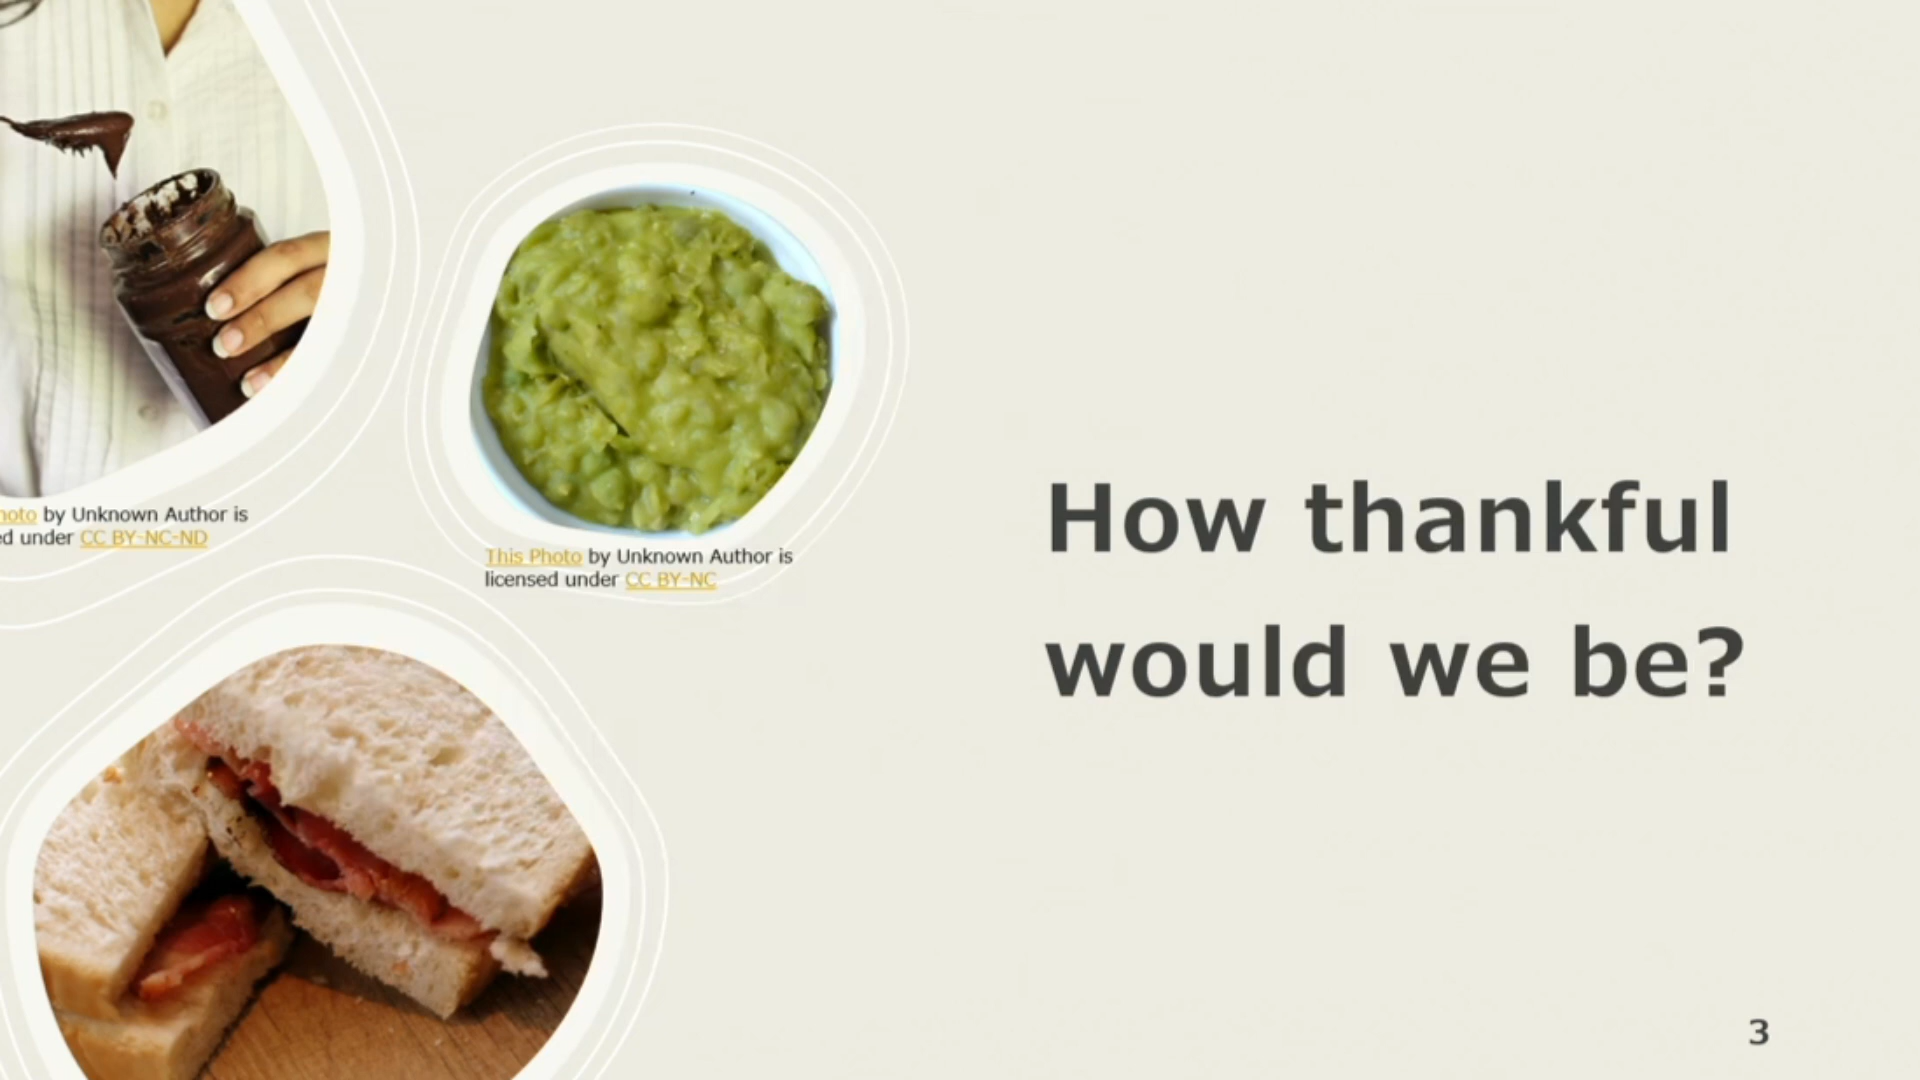 hoto by Unknown Author is
ed under CC BY-NC-ND
This Photo by Unknown Author is
licensed under CC BY-NC
How thankful
would we be?
3